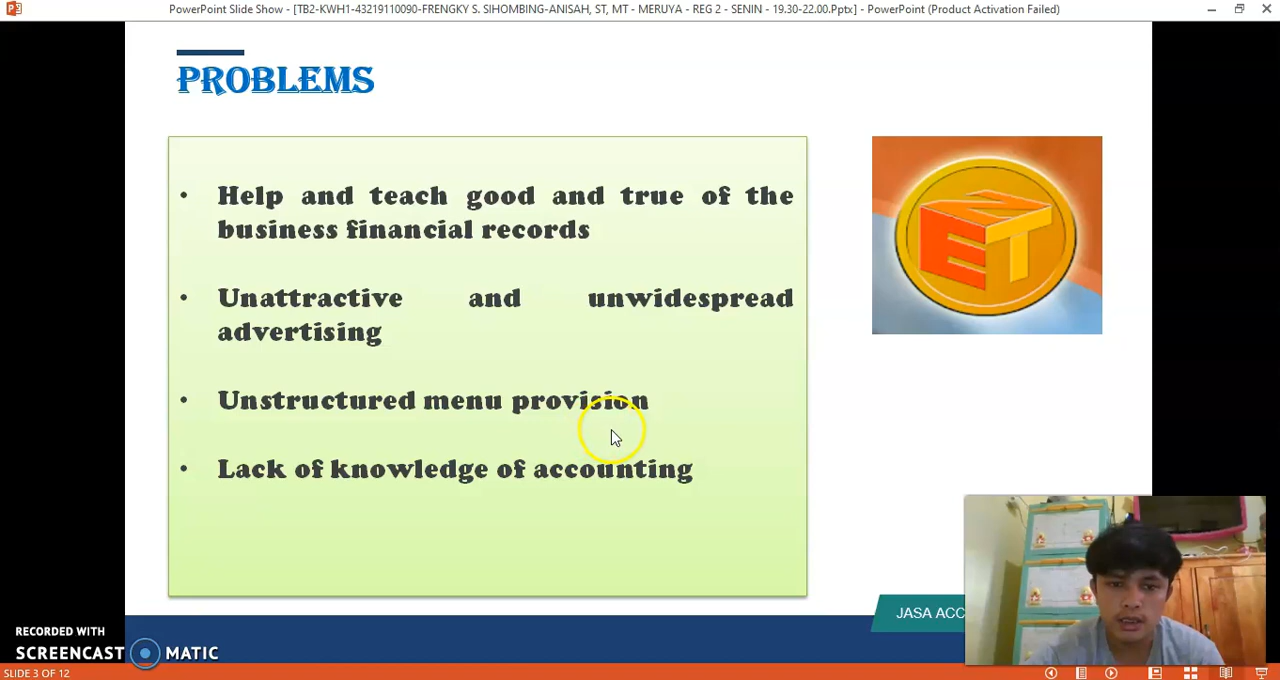 PowerPoint Slide Show - [TB2-KWH1-43219110090-FRENGKY S. SIHOMBING-ANISAH, ST, MT - MERUYA - REG 2 - SENIN - 19.30-22.00.Pptx] - PowerPoint (Product Activation Failed)
PROBLEMS
• Help and teach good and true of the
business financial records
• Unattractive and unwidespread
advertising
• Unstructured menu provision
• Lack of knowledge of accounting
NET
JASA ACC
RECORDED WITH
SCREENCAST MATIC
SLIDE 3 OF 12